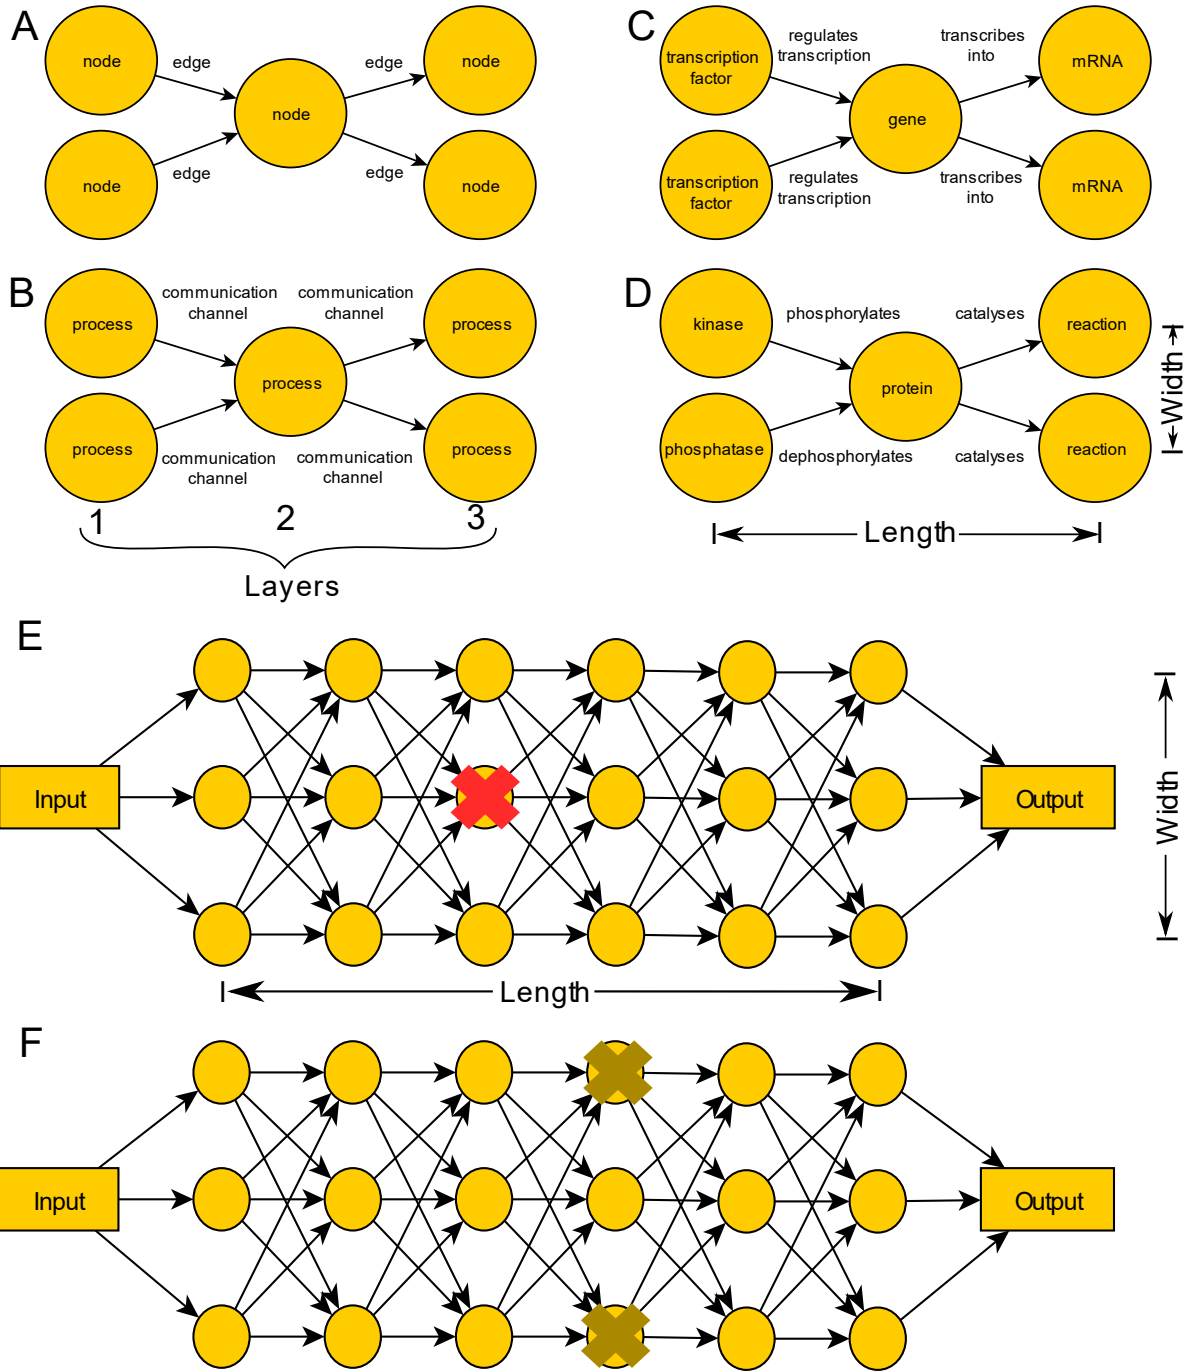 A
node
edge
edge
node
node
node
edge
edge
node
C
transcription
factor
regulates
transcription
transcribes
into
mRNA
gene
transcription
factor
regulates
transcription
transcribes
into
mRNA
B
process
communication
channel
communication
channel
process
process
process
communication
channel
communication
channel
process
1
2
3
Layers
D
kinase
phosphorylates
catalyses
reaction
protein
phosphatase
dephosphorylates
catalyses
reaction
Width
Length
E
Input
Output
Width
Length
F
Input
Output